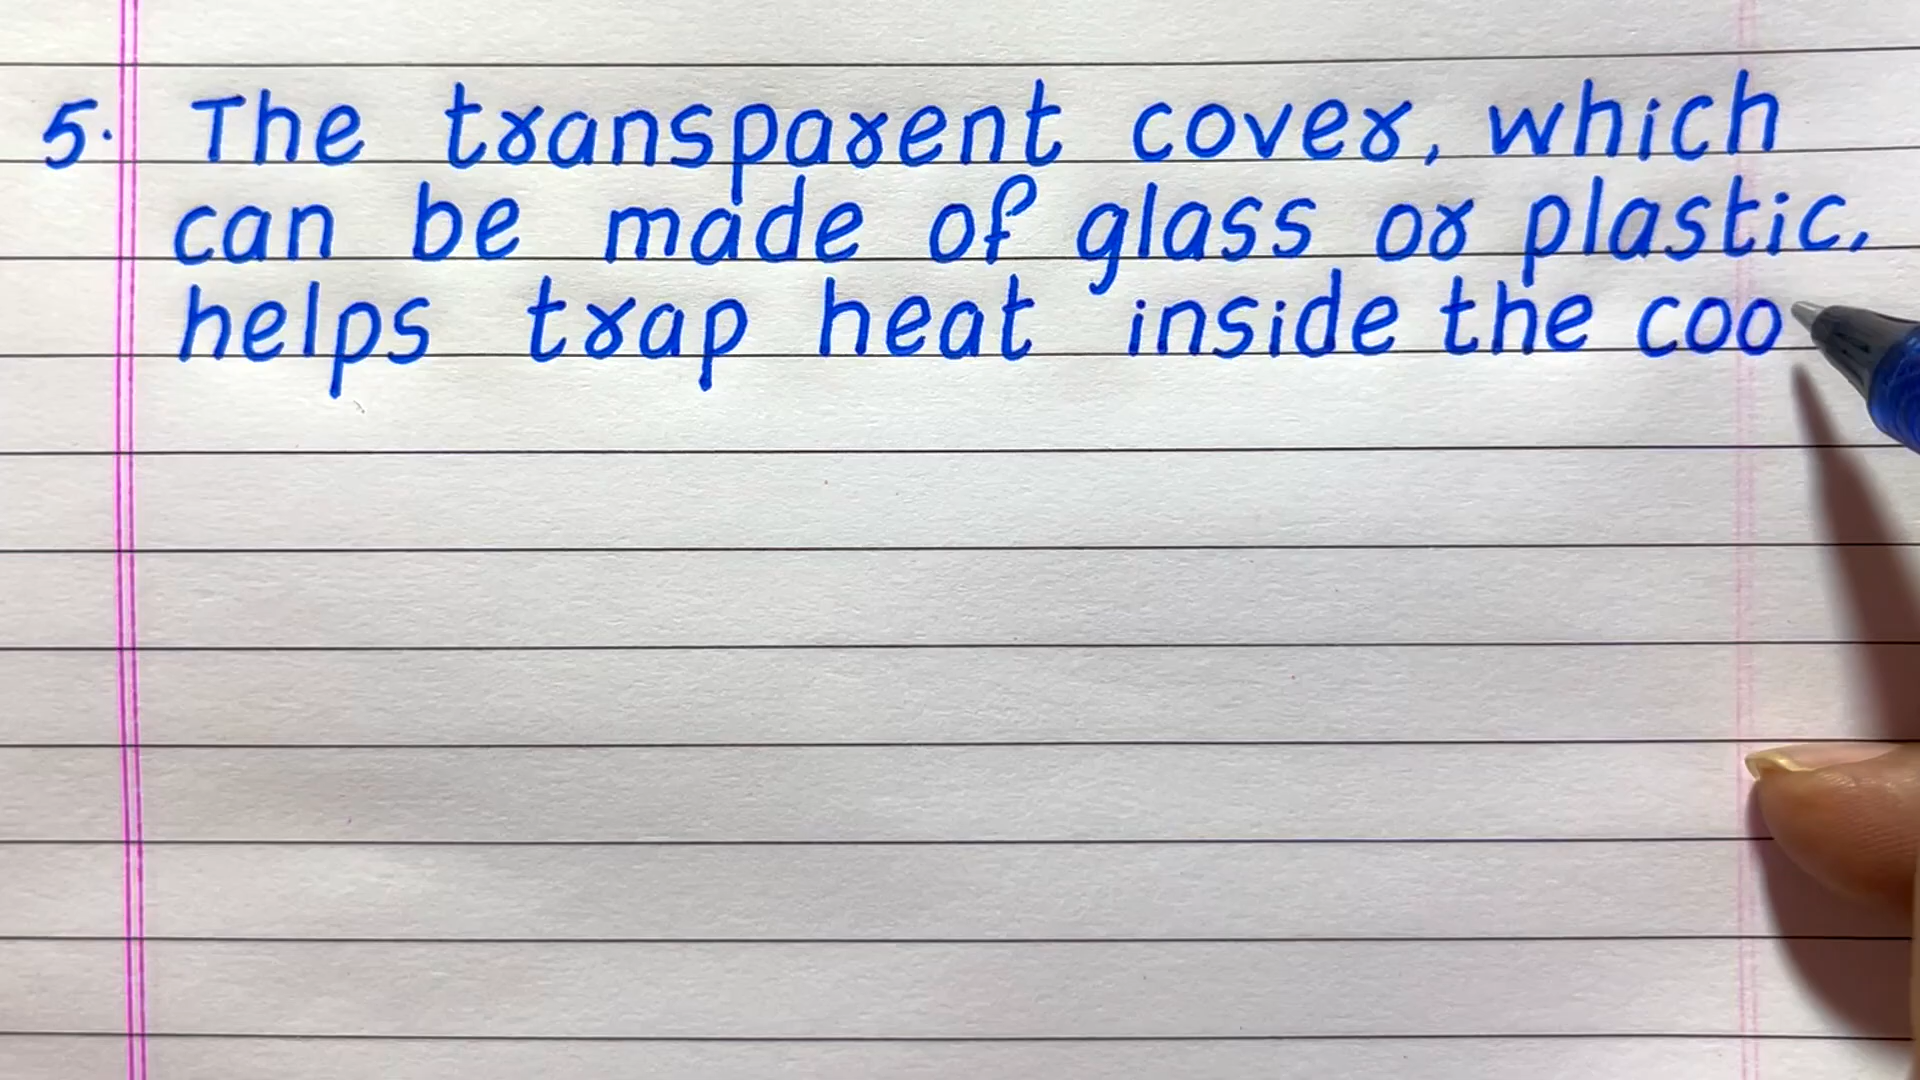 5. The transparent cover, which
can be made of glass or plastic,
helps trap heat inside the coo